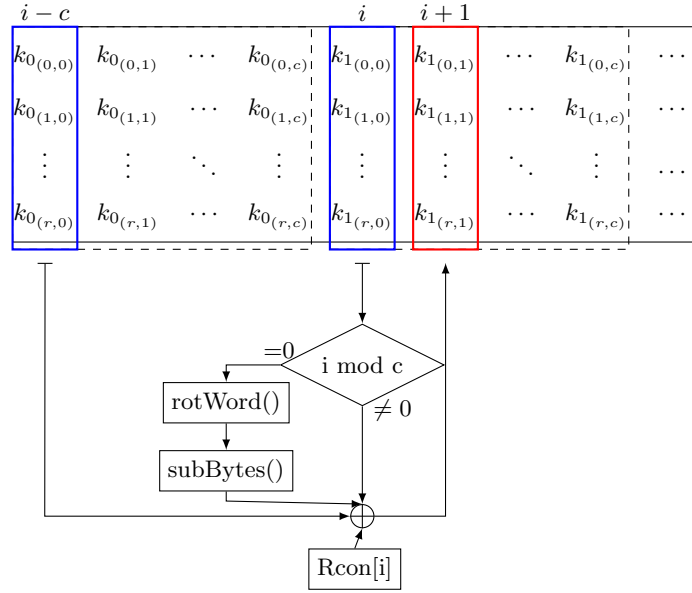 i − c i i + 1
k₀₍₀,₀₎ k₀₍₀,₁₎ ⋯ k₀₍₀,c₎ k₁₍₀,₀₎ k₁₍₀,₁₎ ⋯ k₁₍₀,c₎ ⋯
k₀₍₁,₀₎ k₀₍₁,₁₎ ⋯ k₀₍₁,c₎ k₁₍₁,₀₎ k₁₍₁,₁₎ ⋯ k₁₍₁,c₎ ⋯
⋮ ⋮ ⋱ ⋮ ⋮ ⋮ ⋱ ⋮ ⋯
k₀₍r,₀₎ k₀₍r,₁₎ ⋯ k₀₍r,c₎ k₁₍r,₀₎ k₁₍r,₁₎ ⋯ k₁₍r,c₎ ⋯
=0
i mod c
rotWord()
≠ 0
subBytes()
Rcon[i]